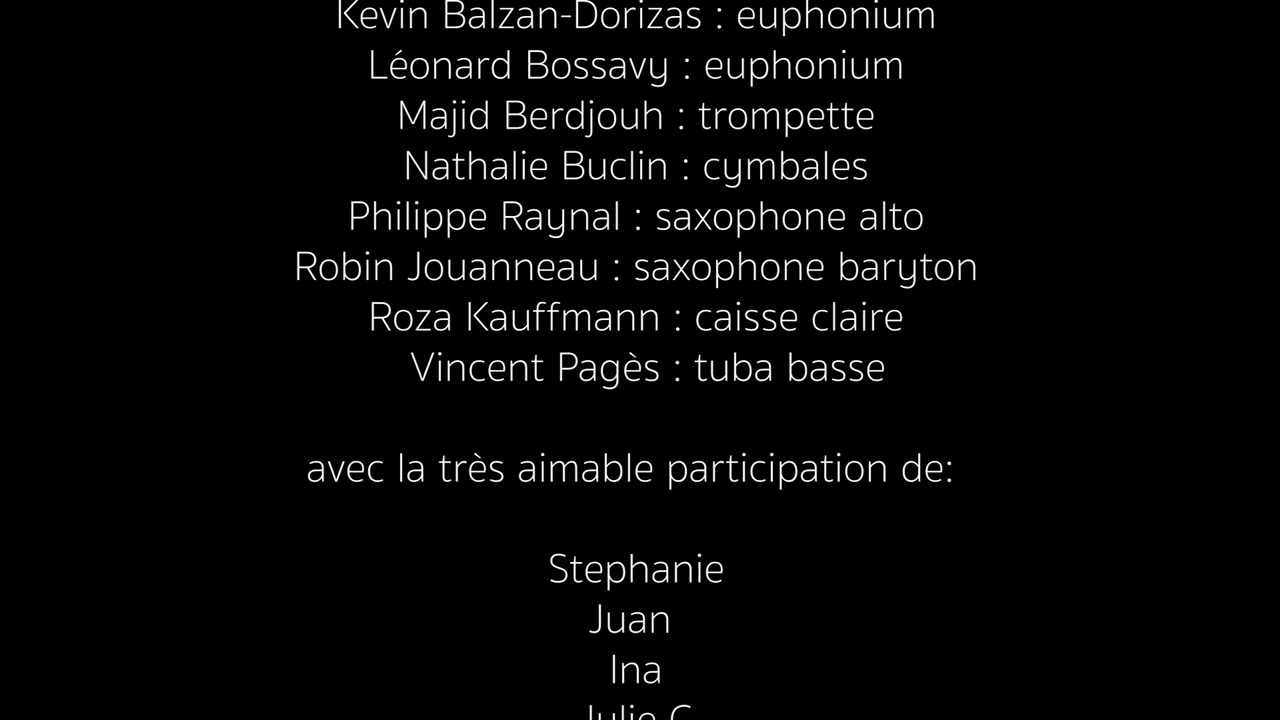 Kevin Balzan-Dorizas : euphonium
Léonard Bossavy : euphonium
Majid Berdjouh : trompette
Nathalie Buclin : cymbales
Philippe Raynal : saxophone alto
Robin Jouanneau : saxophone baryton
Roza Kauffmann : caisse claire
Vincent Pagès : tuba basse
avec la très aimable participation de:
Stephanie
Juan
Ina
Julie C